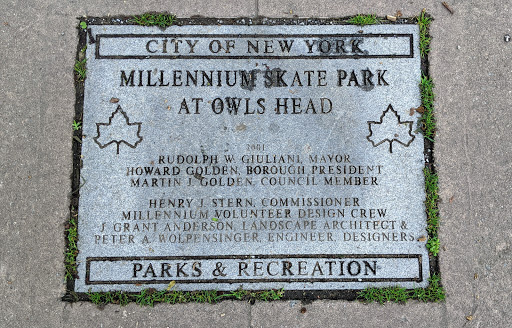 CITY OF NEW YORK
MILLENNIUM SKATE PARK
AT OWLS HEAD
2001
RUDOLPH W. GIULIANI, MAYOR
HOWARD GOLDEN, BOROUGH PRESIDENT
MARTIN J. GOLDEN, COUNCIL MEMBER
HENRY J. STERN, COMMISSIONER
MILLENNIUM VOLUNTEER DESIGN CREW
J. GRANT ANDERSON, LANDSCAPE ARCHITECT &
PETER A. WOLPENSINGER, ENGINEER, DESIGNERS
PARKS & RECREATION